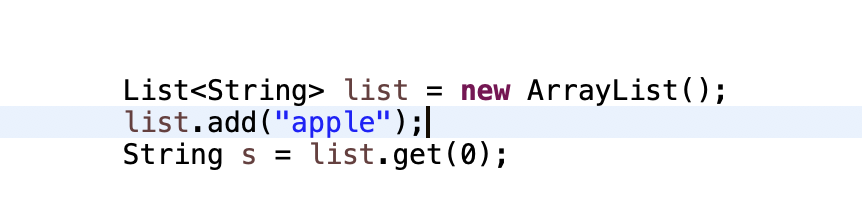 List<String> list = new ArrayList();
list.add("apple");
String s = list.get(0);